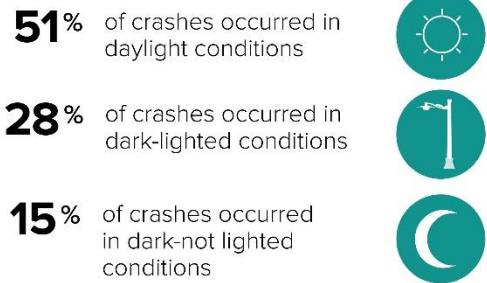 51% of crashes occurred in
daylight conditions
28% of crashes occurred in
dark-lighted conditions
15% of crashes occurred
in dark-not lighted
conditions